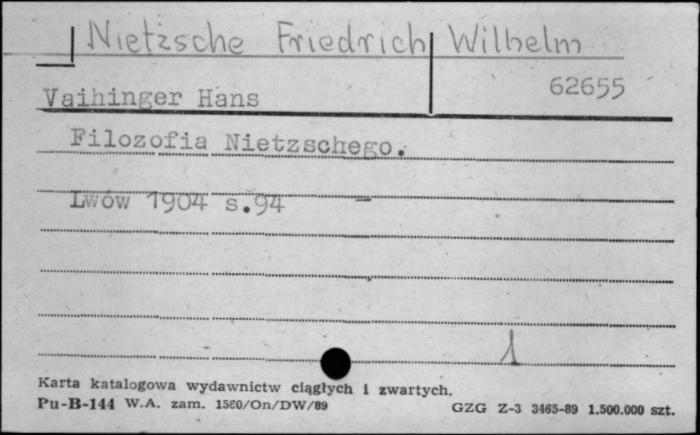 Nietzsche Friedrich Wilhelm
62655
Vaihinger Hans
Filozofia Nietzschego.
Lwów 1904 s.94 —
Karta katalogowa wydawnictw ciągłych i zwartych.
Pu-B-144 W.A. zam. 1560/On/DW/89 GZG Z-3 3465-89 1.500.000 szt.